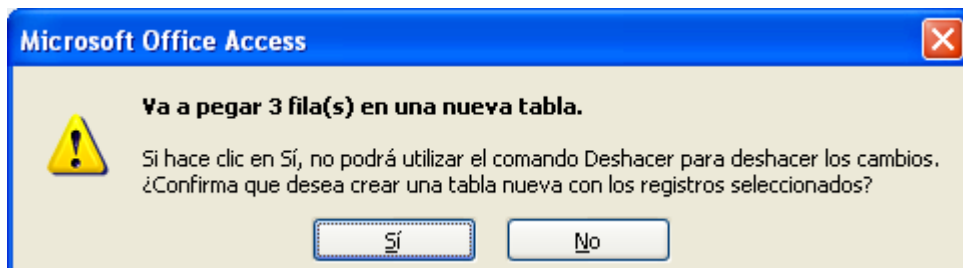 Microsoft Office Access
Va a pegar 3 fila(s) en una nueva tabla.
Si hace clic en Sí, no podrá utilizar el comando Deshacer para deshacer los cambios.
¿Confirma que desea crear una tabla nueva con los registros seleccionados?
Sí
No